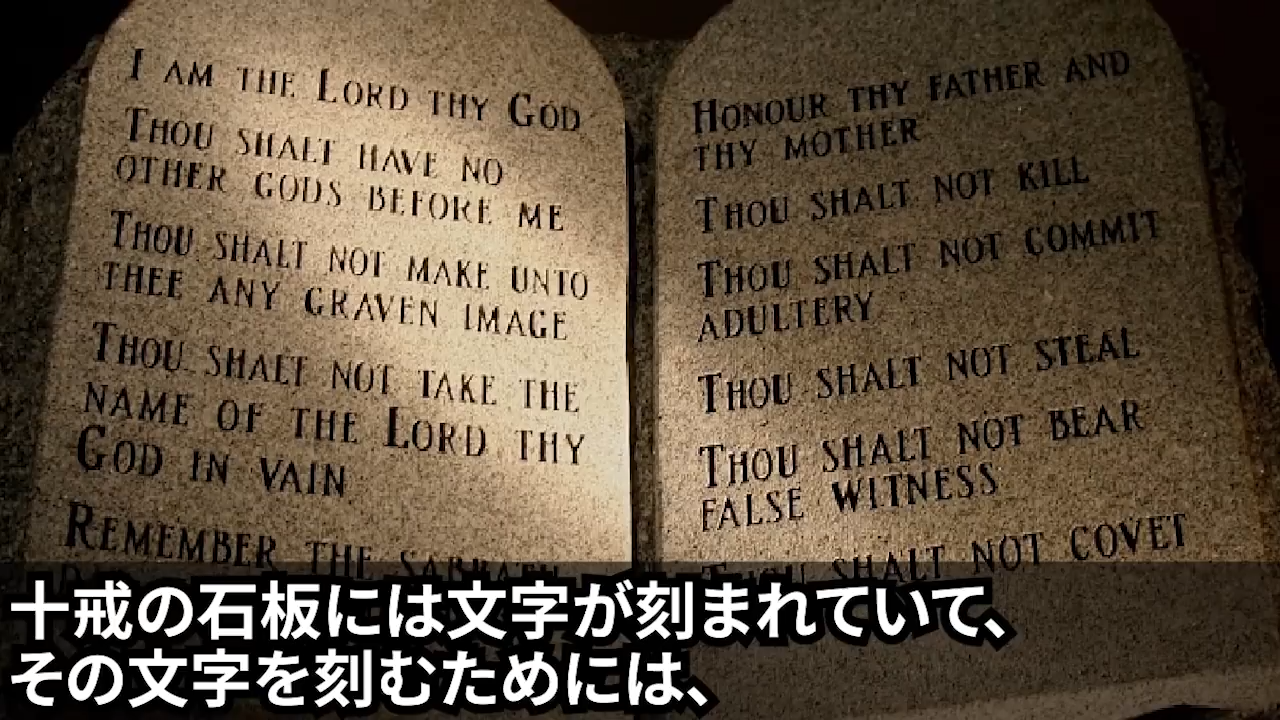 I AM THE LORD THY GOD
THOU SHALT HAVE NO
OTHER GODS BEFORE ME
THOU SHALT NOT MAKE UNTO
THEE ANY GRAVEN IMAGE
THOU SHALT NOT TAKE THE
NAME OF THE LORD THY
GOD IN VAIN
REMEMBER THE SABBATH
HONOUR THY FATHER AND
THY MOTHER
THOU SHALT NOT KILL
THOU SHALT NOT COMMIT
ADULTERY
THOU SHALT NOT STEAL
THOU SHALT NOT BEAR
FALSE WITNESS
THOU SHALT NOT COVET
十戒の石板には文字が刻まれていて、
その文字を刻むためには、